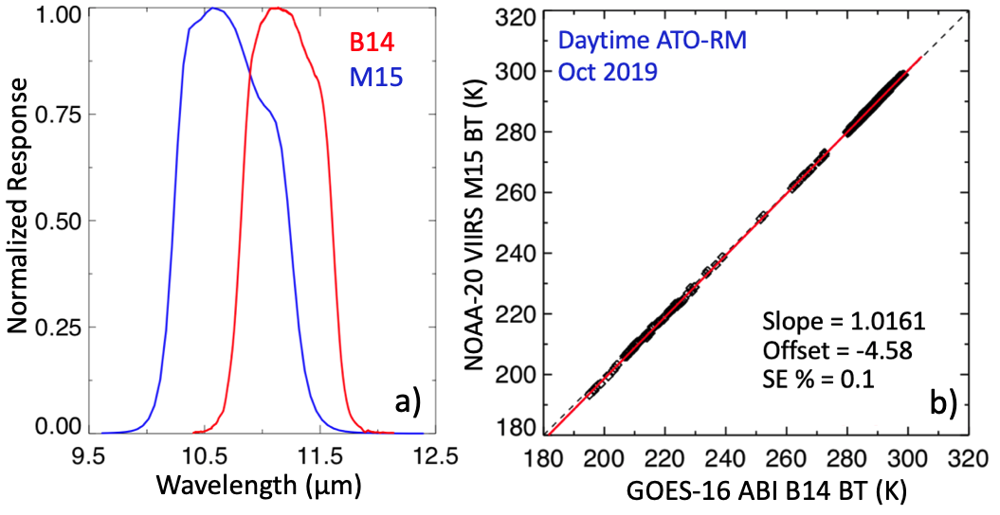 1.00
0.75
0.50
0.25
0.00
Normalized Response
B14
M15
a)
9.5 10.5 11.5 12.5
Wavelength (μm)
320
300
280
260
240
220
200
180
NOAA-20 VIIRS M15 BT (K)
Daytime ATO-RM
Oct 2019
Slope = 1.0161
Offset = -4.58
SE % = 0.1
b)
180 200 220 240 260 280 300 320
GOES-16 ABI B14 BT (K)